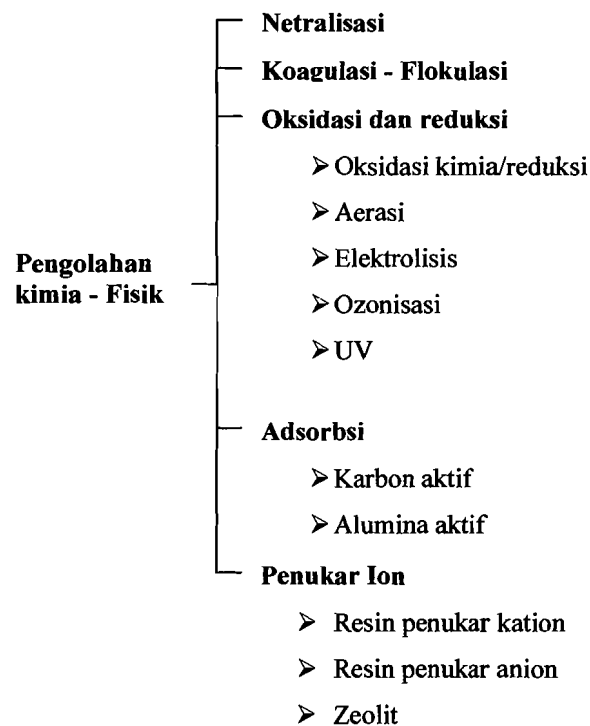 Netralisasi
Koagulasi - Flokulasi
Oksidasi dan reduksi
➢ Oksidasi kimia/reduksi
➢ Aerasi
➢ Elektrolisis
➢ Ozonisasi
➢ UV
Pengolahan
kimia - Fisik
Adsorbsi
➢ Karbon aktif
➢ Alumina aktif
Penukar Ion
➢ Resin penukar kation
➢ Resin penukar anion
➢ Zeolit